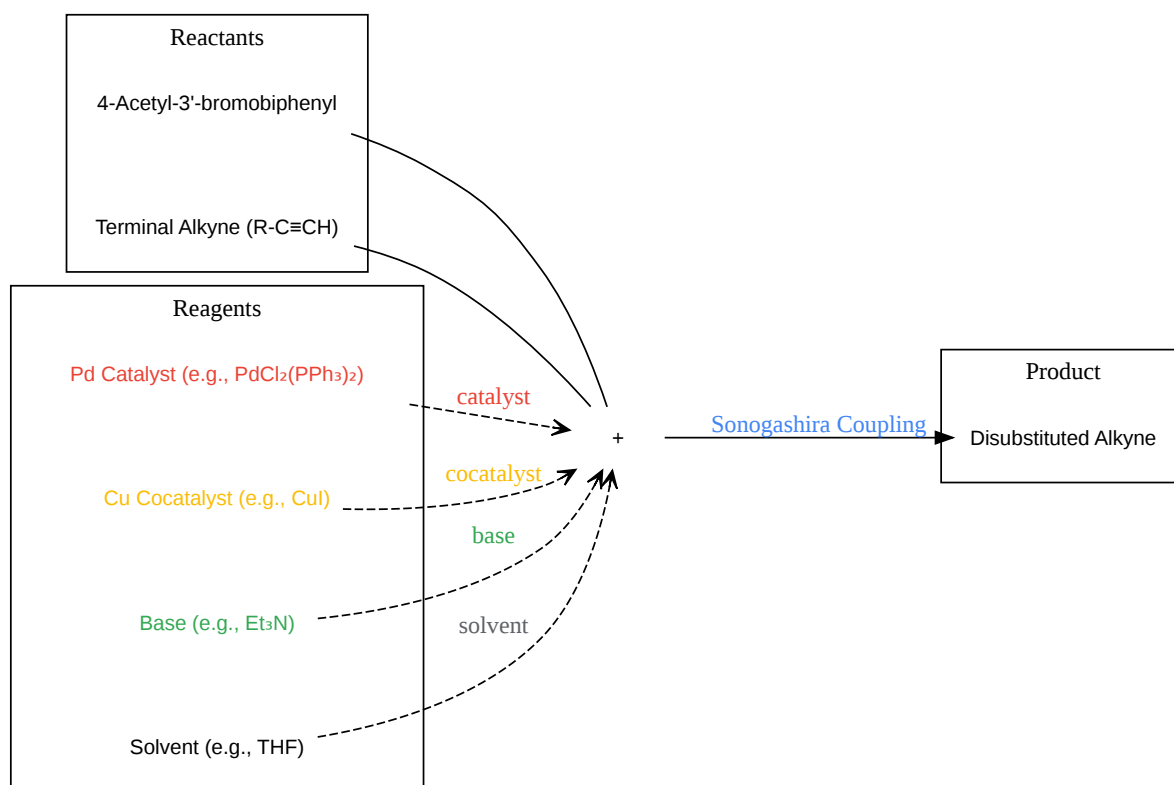 Reactants
4-Acetyl-3'-bromobiphenyl
Terminal Alkyne (R-C≡CH)
Reagents
Pd Catalyst (e.g., PdCl₂(PPh₃)₂)
catalyst
Cu Cocatalyst (e.g., CuI)
cocatalyst
Base (e.g., Et₃N)
base
Solvent (e.g., THF)
solvent
+
Sonogashira Coupling
Product
Disubstituted Alkyne